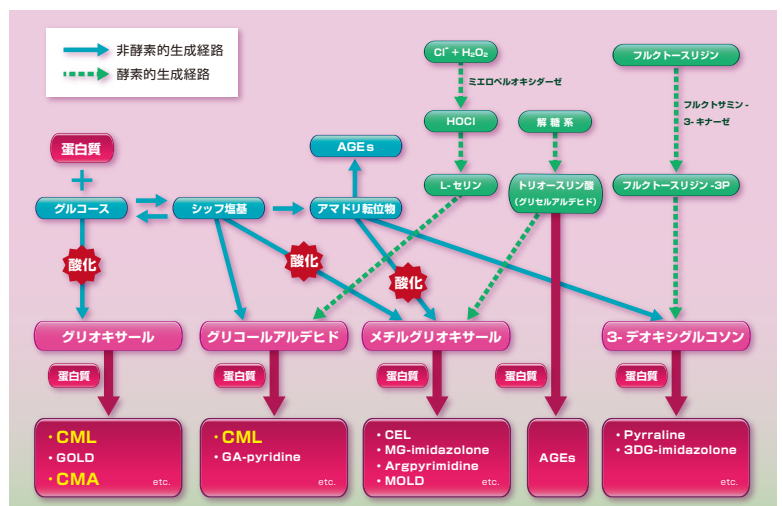 非酵素的生成経路
酵素的生成経路
Cl⁻ + H₂O₂
フルクトースリジン
ミエロペルオキシダーゼ
フルクトサミン -
3- キナーゼ
HOCl
解糖系
蛋白質
AGEs
+
グルコース
シッフ塩基
アマドリ転位物
L- セリン
トリオースリン酸
(グリセルアルデヒド)
フルクトースリジン -3P
酸化
酸化
酸化
グリオキサール
グリコールアルデヒド
メチルグリオキサール
3- デオキシグルコソン
蛋白質
蛋白質
蛋白質
蛋白質
蛋白質
・CML
・GOLD
・CMA
etc.
・CML
・GA-pyridine
etc.
・CEL
・MG-imidazolone
・Argpyrimidine
・MOLD
etc.
AGEs
・Pyrraline
・3DG-imidazolone
etc.